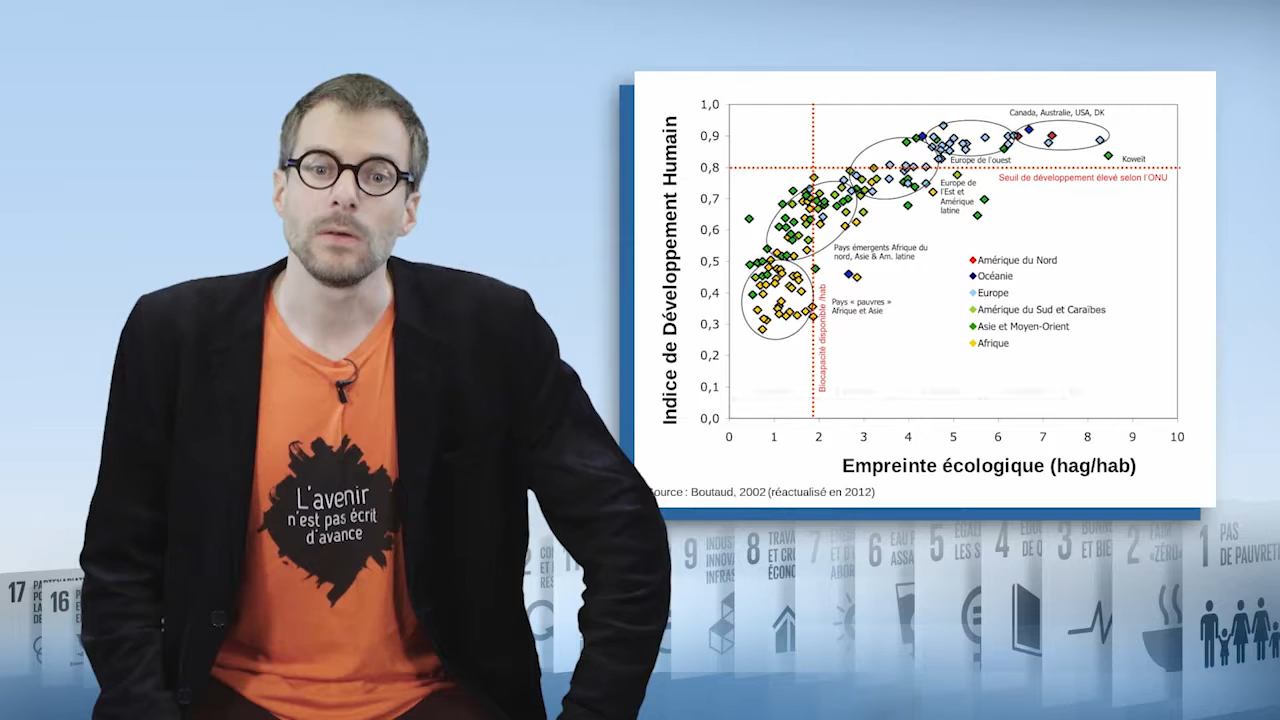 L'avenir
n'est pas écrit
d'avance
Indice de Développement Humain
1,0
0,9
0,8
0,7
0,6
0,5
0,4
0,3
0,2
0,1
0,0
Canada, Australie, USA, DK
Europe de l'ouest
Koweït
Seuil de développement élevé selon l'ONU
Europe de
l'Est et
Amérique
latine
Pays émergents Afrique du
nord, Asie & Am. latine
Pays « pauvres »
Afrique et Asie
Biocapacité disponible /hab
Amérique du Nord
Océanie
Europe
Amérique du Sud et Caraïbes
Asie et Moyen-Orient
Afrique
0 1 2 3 4 5 6 7 8 9 10
Empreinte écologique (hag/hab)
: Boutaud, 2002 (réactualisé en 2012)
17
16
9
8
7
6
5
4
3
2
1 PAS
DE